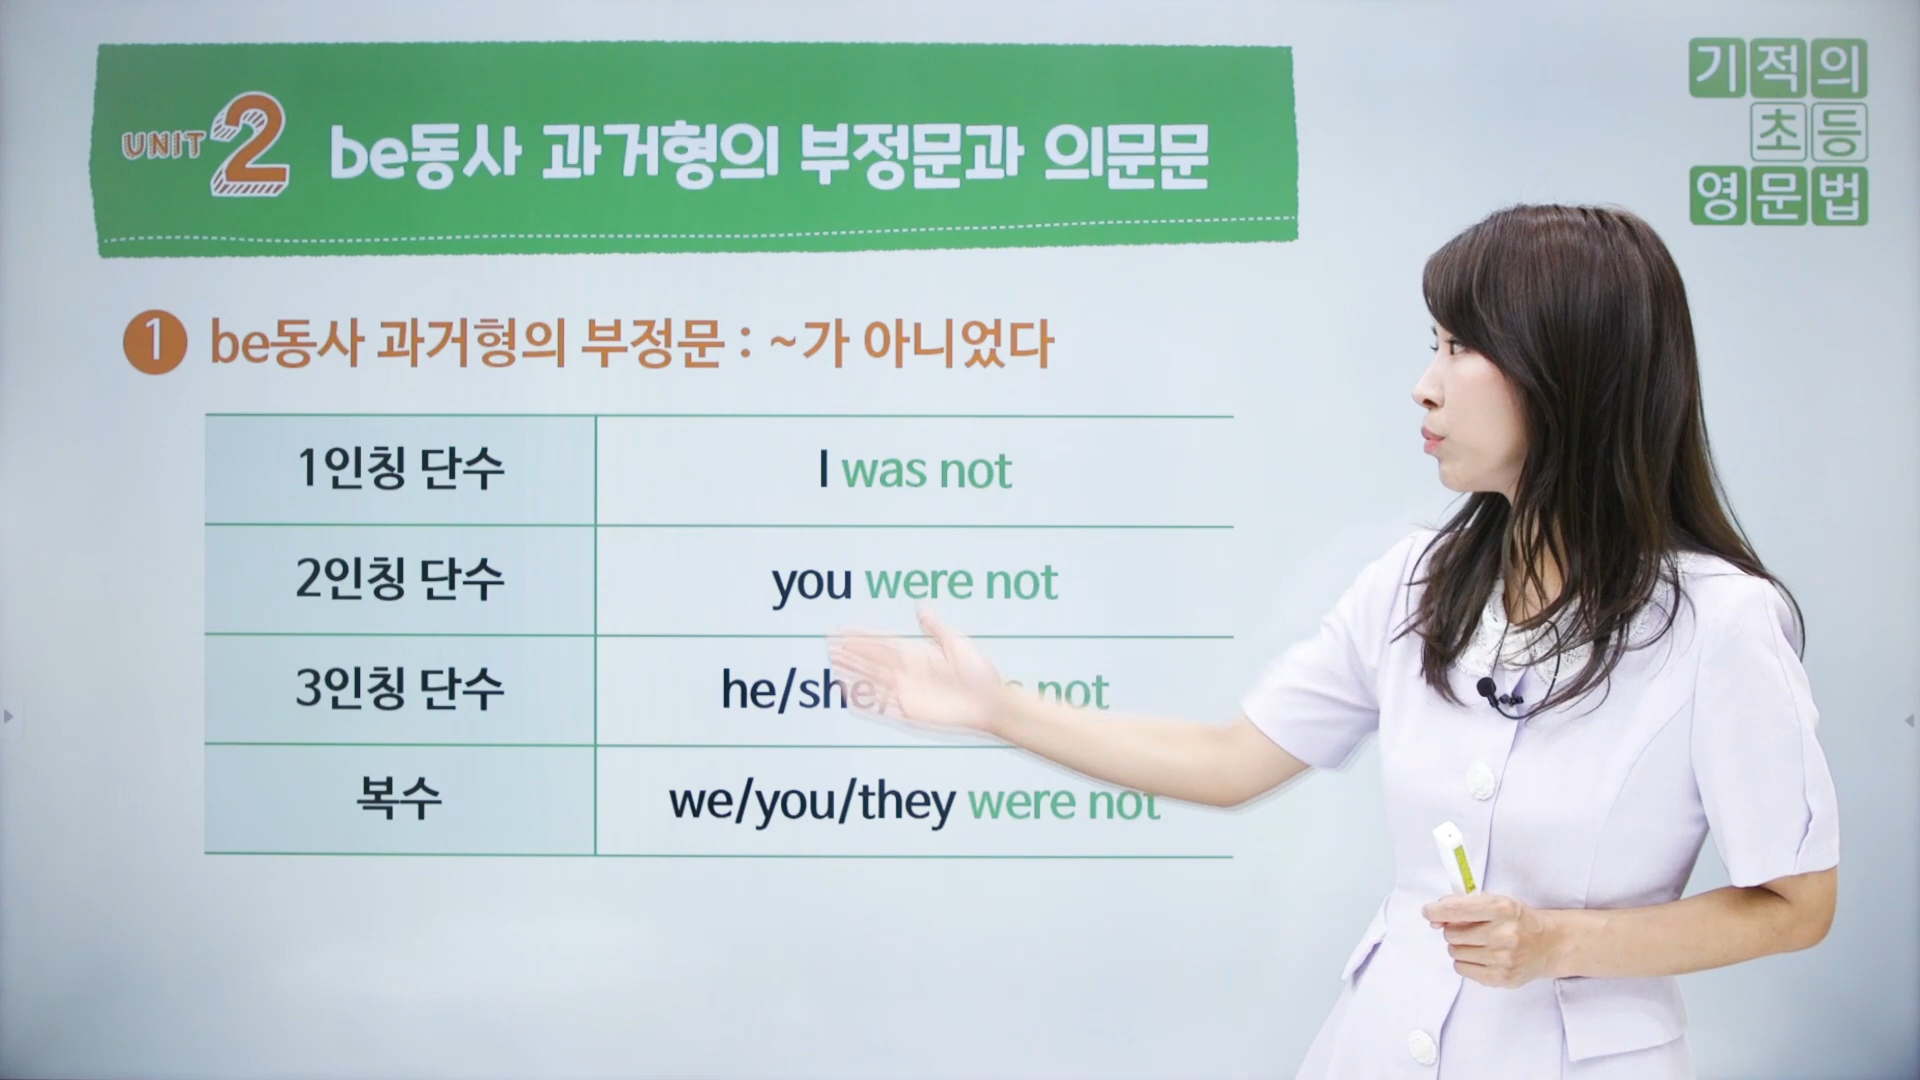 기적의
초등
영문법
UNIT 2 be동사 과거형의 부정문과 의문문
1 be동사 과거형의 부정문 : ~가 아니었다
1인칭 단수 I was not
2인칭 단수 you were not
3인칭 단수 he/she/ not
복수 we/you/they were not